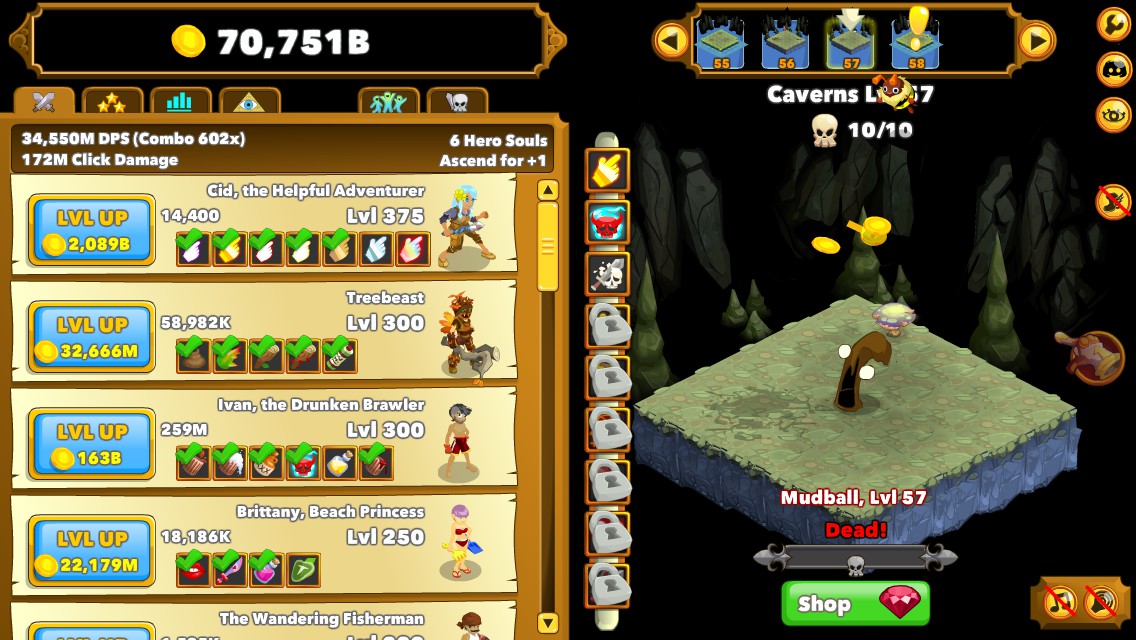 70,751B
55 56 57 58
Caverns L 57
10/10
34,550M DPS (Combo 602x)
172M Click Damage
6 Hero Souls
Ascend for +1
Cid, the Helpful Adventurer
LVL UP
2,089B
14,400
Lvl 375
Treebeast
LVL UP
32,666M
58,982K
Lvl 300
Ivan, the Drunken Brawler
LVL UP
163B
259M
Lvl 300
Brittany, Beach Princess
LVL UP
22,179M
18,186K
Lvl 250
The Wandering Fisherman
Mudball, Lvl 57
Dead!
Shop